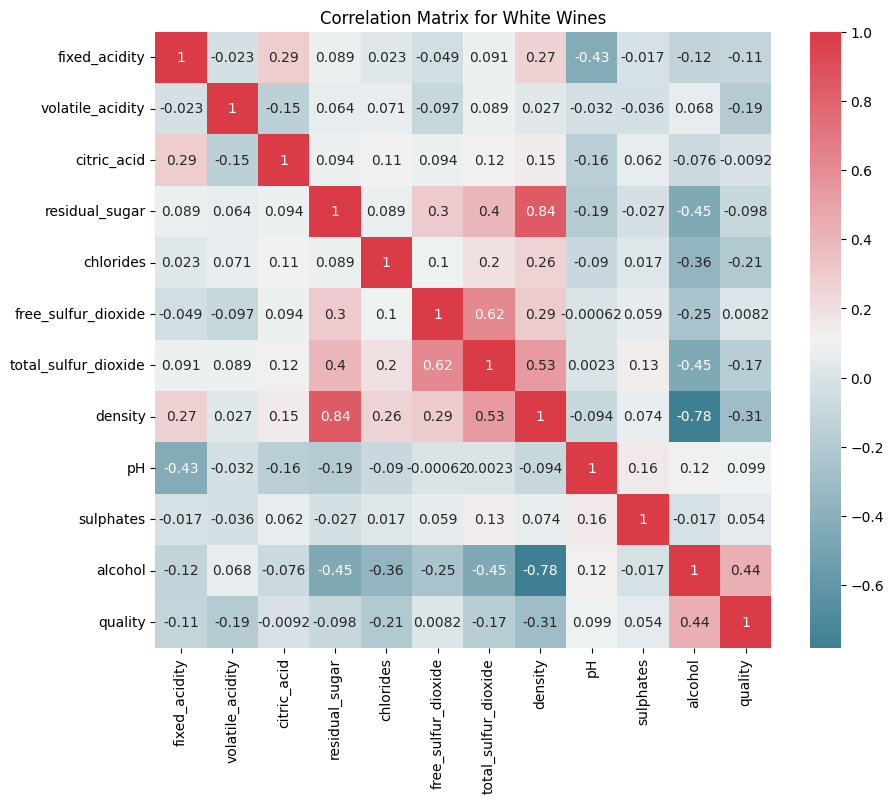 Correlation Matrix for White Wines
fixed_acidity 1 -0.023 0.29 0.089 0.023 -0.049 0.091 0.27 -0.43 -0.017 -0.12 -0.11
volatile_acidity -0.023 1 -0.15 0.064 0.071 -0.097 0.089 0.027 -0.032 -0.036 0.068 -0.19
citric_acid 0.29 -0.15 1 0.094 0.11 0.094 0.12 0.15 -0.16 0.062 -0.076 -0.0092
residual_sugar 0.089 0.064 0.094 1 0.089 0.3 0.4 0.84 -0.19 -0.027 -0.45 -0.098
chlorides 0.023 0.071 0.11 0.089 1 0.1 0.2 0.26 -0.09 0.017 -0.36 -0.21
free_sulfur_dioxide -0.049 -0.097 0.094 0.3 0.1 1 0.62 0.29 -0.00062 0.059 -0.25 0.0082
total_sulfur_dioxide 0.091 0.089 0.12 0.4 0.2 0.62 1 0.53 0.0023 0.13 -0.45 -0.17
density 0.27 0.027 0.15 0.84 0.26 0.29 0.53 1 -0.094 0.074 -0.78 -0.31
pH -0.43 -0.032 -0.16 -0.19 -0.09 -0.00062 0.0023 -0.094 1 0.16 0.12 0.099
sulphates -0.017 -0.036 0.062 -0.027 0.017 0.059 0.13 0.074 0.16 1 -0.017 0.054
alcohol -0.12 0.068 -0.076 -0.45 -0.36 -0.25 -0.45 -0.78 0.12 -0.017 1 0.44
quality -0.11 -0.19 -0.0092 -0.098 -0.21 0.0082 -0.17 -0.31 0.099 0.054 0.44 1
fixed_acidity
volatile_acidity
citric_acid
residual_sugar
chlorides
free_sulfur_dioxide
total_sulfur_dioxide
density
pH
sulphates
alcohol
quality
1.0
0.8
0.6
0.4
0.2
0.0
−0.2
−0.4
−0.6